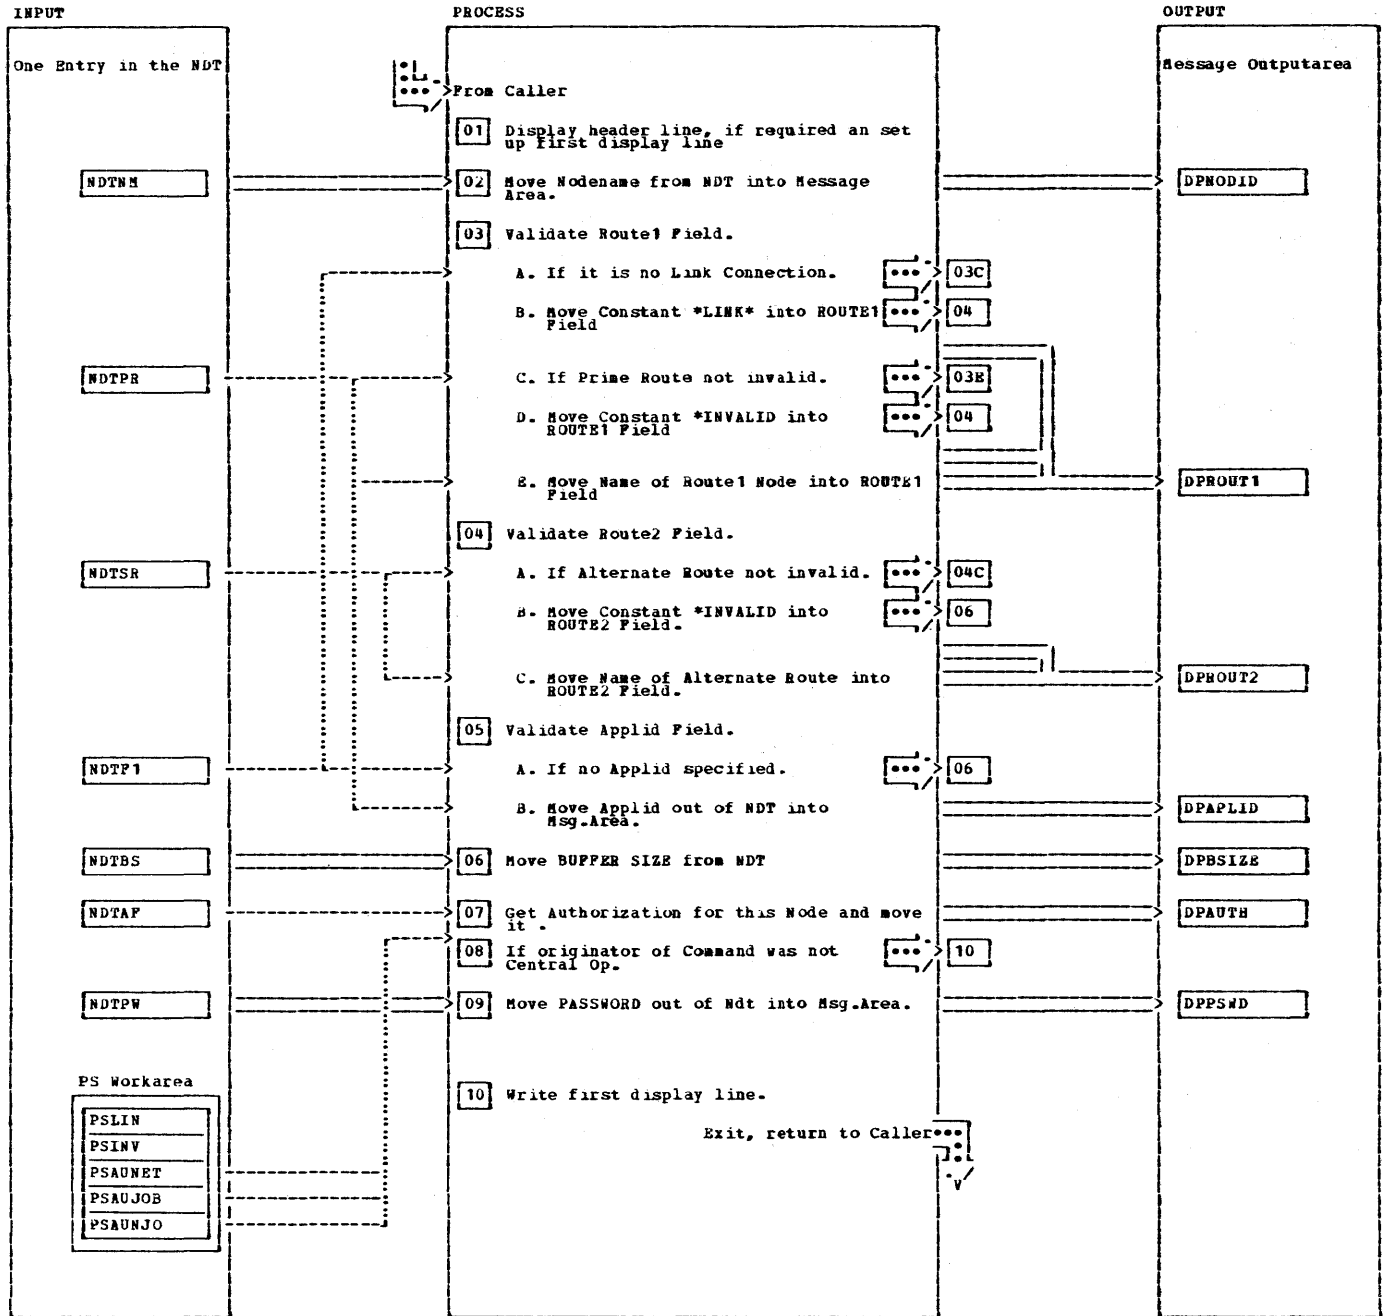 INPUT
PROCESS
OUTPUT
One Entry in the NDT
Message Outputarea
From Caller
01 Display header line, if required an set
up first display line
NDTNM
02 Move Nodename from NDT into Message
Area.
DPNODID
03 Validate Route1 Field.
A. If it is no Link Connection.
03C
B. Move Constant *LINK* into ROUTE1
Field
04
NDTPR
C. If Prime Route not invalid.
03E
D. Move Constant *INVALID into
ROUTE1 Field
04
E. Move Name of Route1 Node into ROUTE1
Field
DPROUT1
04 Validate Route2 Field.
NDTSR
A. If Alternate Route not invalid.
04C
B. Move Constant *INVALID into
ROUTE2 Field.
06
C. Move Name of Alternate Route into
ROUTE2 Field.
DPROUT2
05 Validate Applid Field.
NDTF1
A. If no Applid specified.
06
B. Move Applid out of NDT into
Msg.Area.
DPAPLID
NDTBS
06 Move BUFFER SIZE from NDT
DPBSIZE
NDTAF
07 Get Authorization for this Node and move
it .
DPAUTH
08 If originator of Command was not
Central Op.
10
NDTPW
09 Move PASSWORD out of Ndt into Msg.Area.
DPPSWD
PS Workarea
10 Write first display line.
PSLIN
Exit, return to Caller
PSINV
PSAUNET
PSAUJOB
PSAUNJO